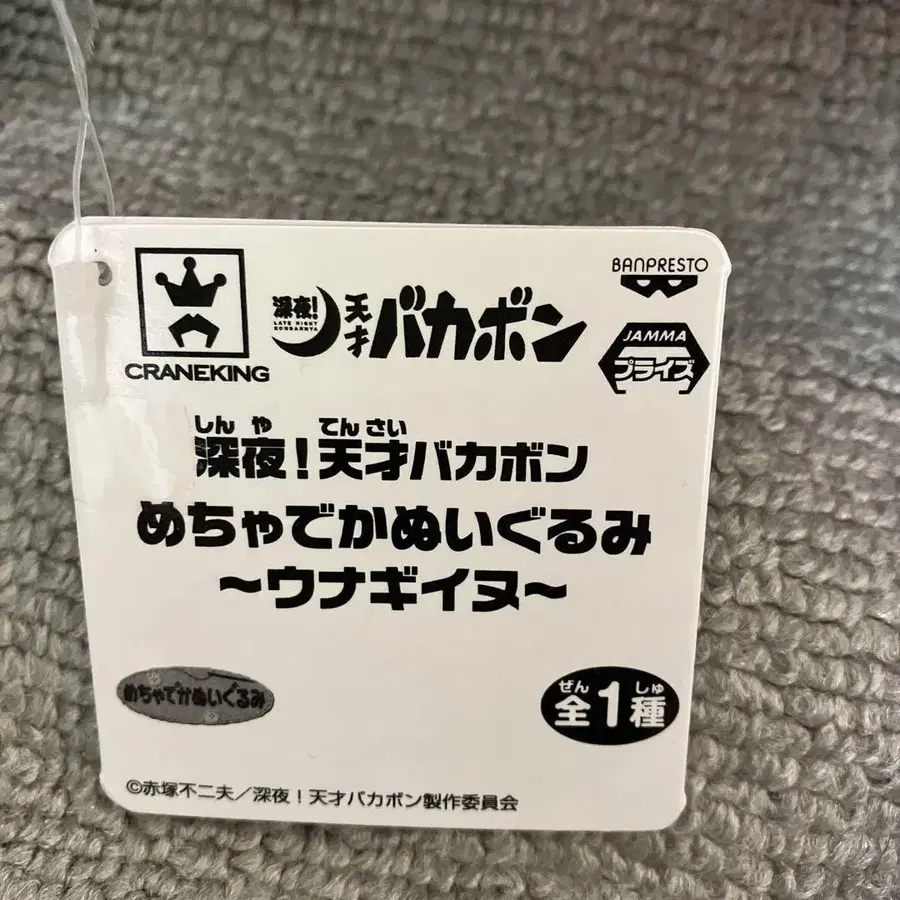 CRANEKING
深夜!
LATE NIGHT
天才バカボン
BANPRESTO
JAMMA
プライズ
しん や てん さい
深夜!天才バカボン
めちゃでかぬいぐるみ
~ウナギイヌ~
めちゃでかぬいぐるみ
ぜん しゅ
全1種
©赤塚不二夫/深夜!天才バカボン製作委員会